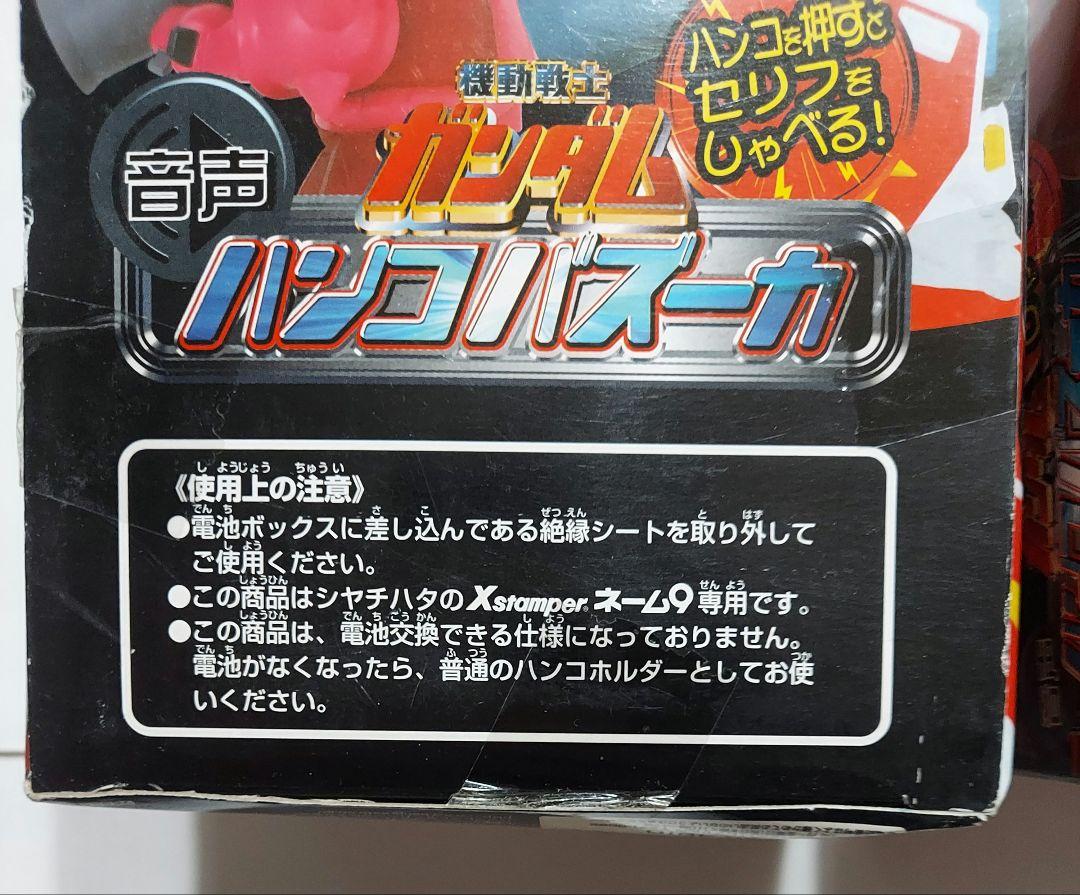 ハンコを押すと
セリフを
しゃべる!
機動戦士
ガンダム
音声
ハンコバズーカ
《使用上の注意》
●電池ボックスに差し込んである絶縁シートを取り外して
ご使用ください。
●この商品はシヤチハタのXstamper® ネーム9専用です。
●この商品は、電池交換できる仕様になっておりません。
電池がなくなったら、普通のハンコホルダーとしてお使
いください。